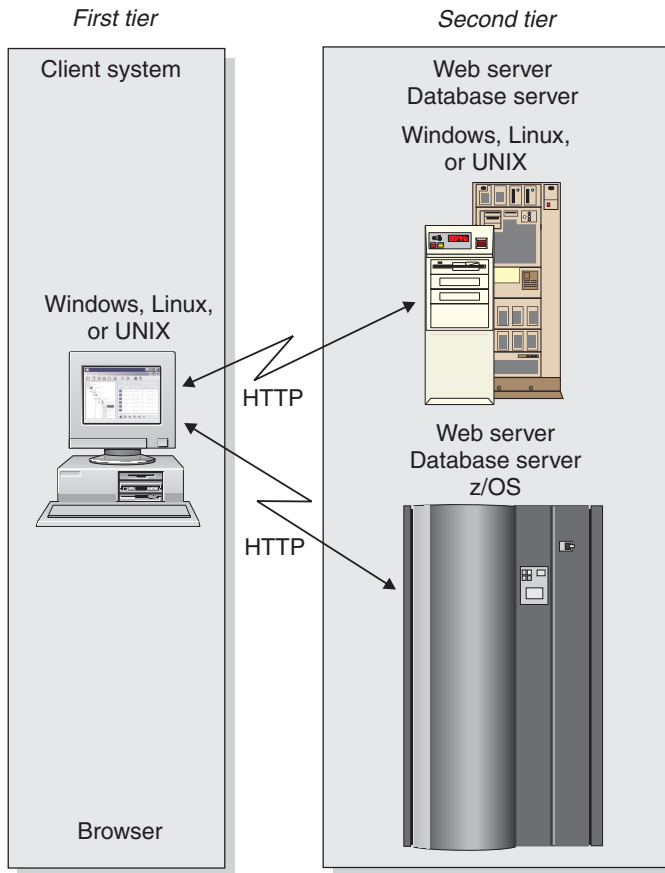 First tier
Second tier
Client system
Web server
Database server
Windows, Linux,
or UNIX
Windows, Linux,
or UNIX
HTTP
Web server
Database server
z/OS
HTTP
Browser